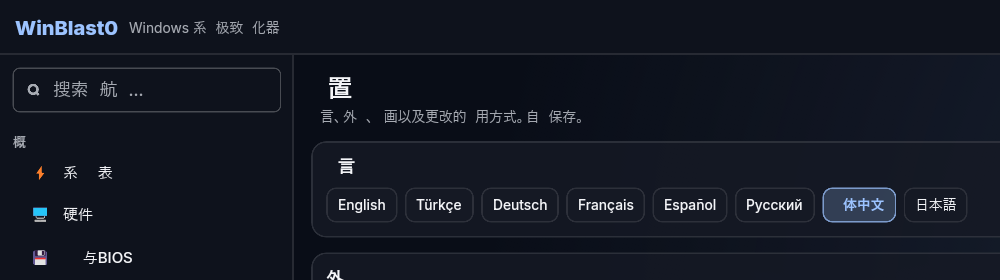 WinBlast0 Windows 系 极致 化器
搜索 航 ...
概
系 表
硬件
与BIOS
置
言、外 、 画以及更改的 用方式。自 保存。
言
English Türkçe Deutsch Français Español Русский 体中文 日本語
外